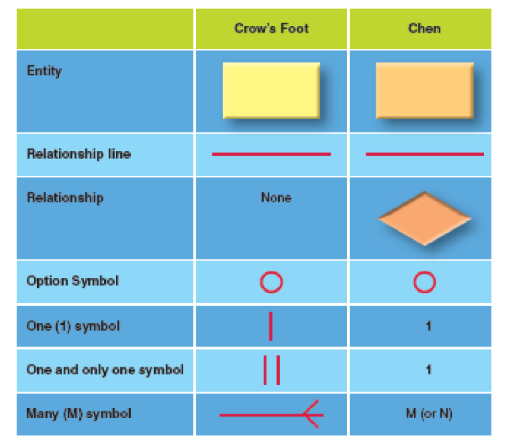 Crow's Foot Chen
Entity
Relationship line
Relationship None
Option Symbol
One (1) symbol 1
One and only one symbol 1
Many (M) symbol M (or N)